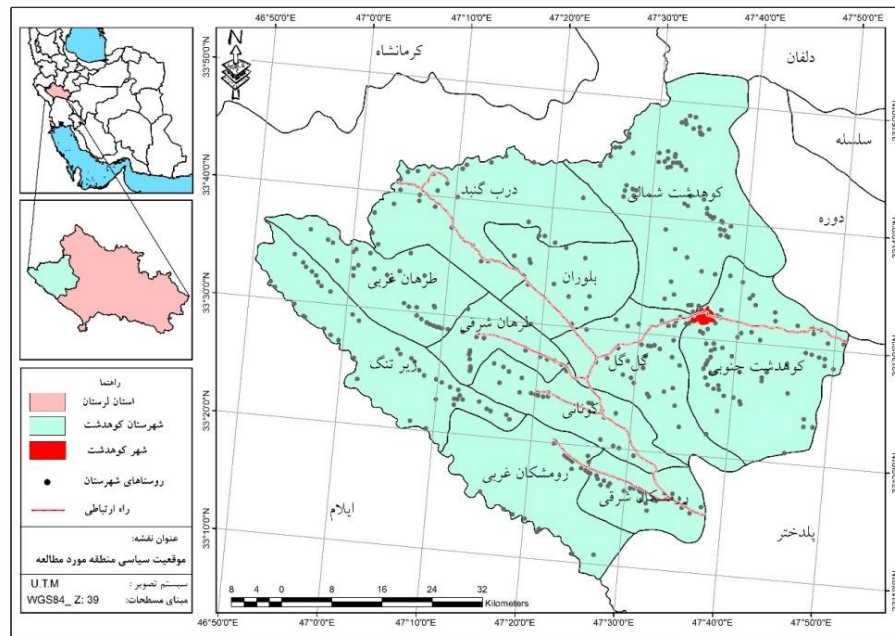 46°50'0"E
47°0'0"E
47°10'0"E
47°20'0"E
47°30'0"E
47°40'0"E
47°50'0"E
33°50'0"N
33°40'0"N
33°30'0"N
33°20'0"N
33°10'0"N
N
کرمانشاه
دلفان
سلسله
دوره
درب گنبد
کوهدشت شمالی
بلوران
طرهان غربی
طرهان شرقی
گل گل
کوهدشت جنوبی
زیر تنگ
کونانی
رومشکان غربی
رومشکان شرقی
ایلام
پلدختر
راهنما
استان لرستان
شهرستان کوهدشت
شهر کوهدشت
روستاهای شهرستان
راه ارتباطی
عنوان نقشه:
موقعیت سیاسی منطقه مورد مطالعه
سیستم تصویر : U.T.M
مبنای مسطحات: WGS84_ Z: 39
8 4 0 8 16 24 32
Kilometers
46°50'0"E
47°0'0"E
47°10'0"E
47°20'0"E
47°30'0"E
47°40'0"E
47°50'0"E